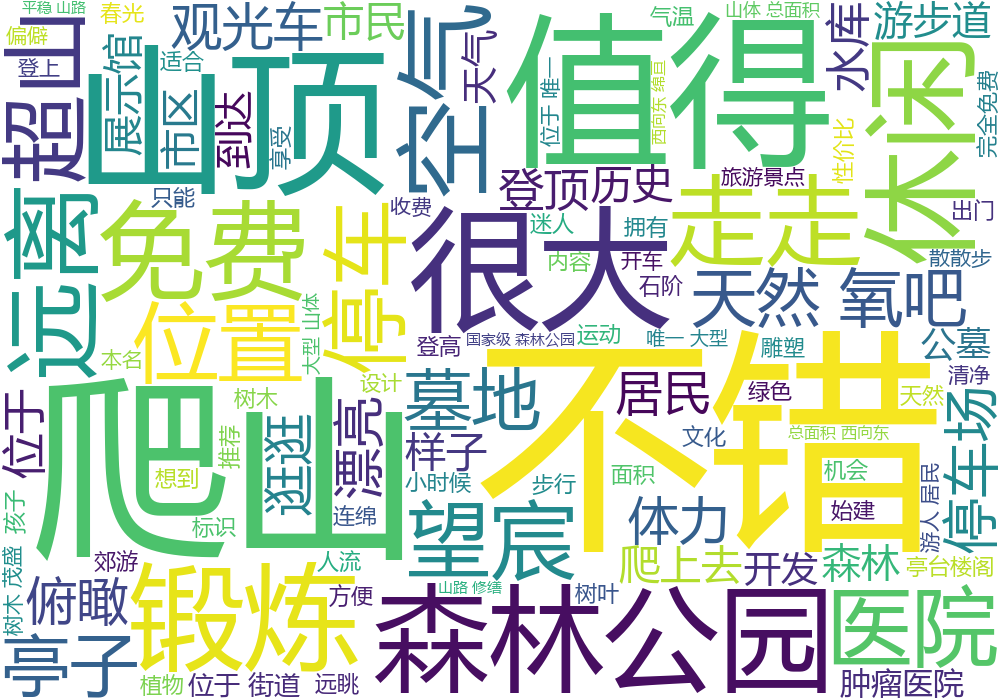 平稳 山路
春光
观光车
市民
空气
值得
气温
山体 总面积
游步道
偏僻
登上
超山
山顶
展示馆
适合
市区
到达
享受
天气
位于 唯一
西向东 绵亘
水库
休闲
完全免费
性价比
只能
收费
登顶
历史
旅游景点
出门
远离
免费
停车
很大
迷人
拥有
走走
内容
开车
石阶
散散步
天然
氧吧
位置
大型 山体
登高
国家级 森林公园
运动
唯一 大型
雕塑
公墓
本名
设计
墓地
不错
居民
绿色
清净
天然
位于
爬山
树木
逛逛
漂亮
样子
文化
总面积 西向东
停车场
推荐
想到
小时候
步行
面积
机会
游人 居民
孩子
标识
连绵
望宸
体力
始建
树木 茂盛
郊游
人流
爬上去
开发
森林
亭台楼阁
俯瞰
锻炼
方便
山路 修缮
树叶
亭子
森林公园
医院
植物
位于 街道
远眺
肿瘤医院